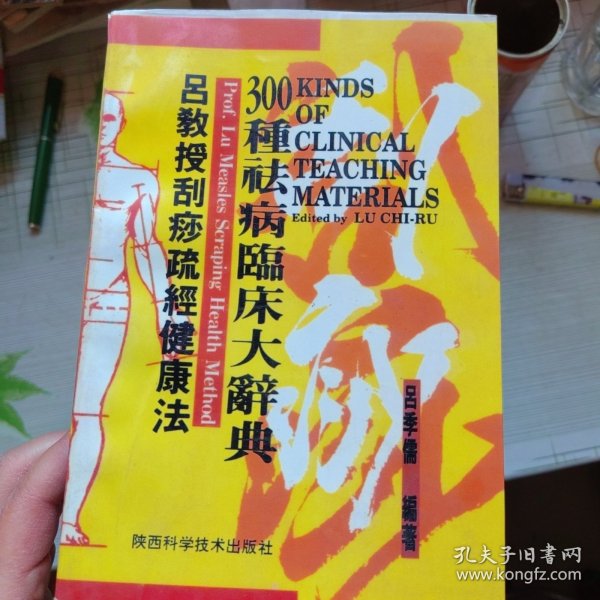 呂教授刮痧疏經健康法
Prof. Lu Measles Scraping Health Method
300種祛病臨床大辭典
300 KINDS
OF
CLINICAL
TEACHING
MATERIALS
Edited by LU CHI-RU
刮痧
呂季儒 編著
陕西科学技术出版社
孔夫子旧书网
www.kongfz.com